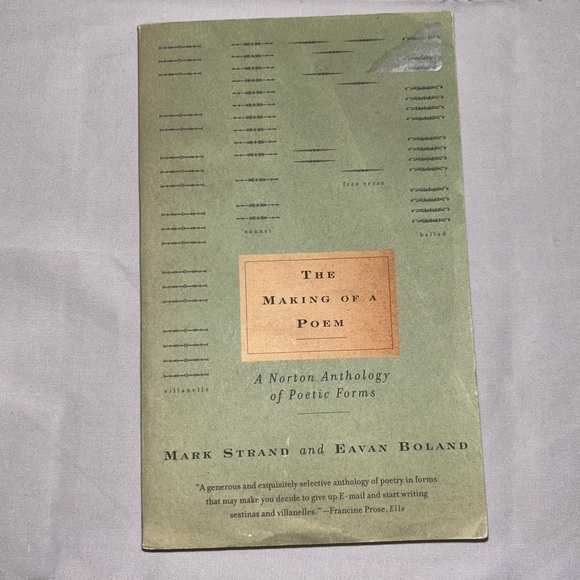 free verse
sonnet
ballad
THE
MAKING OF A
POEM
villanelle
A Norton Anthology
of Poetic Forms
MARK STRAND and EAVAN BOLAND
"A generous and exquisitely selective anthology of poetry in forms
that may make you decide to give up E-mail and start writing
sestinas and villanelles." —Francine Prose, Elle